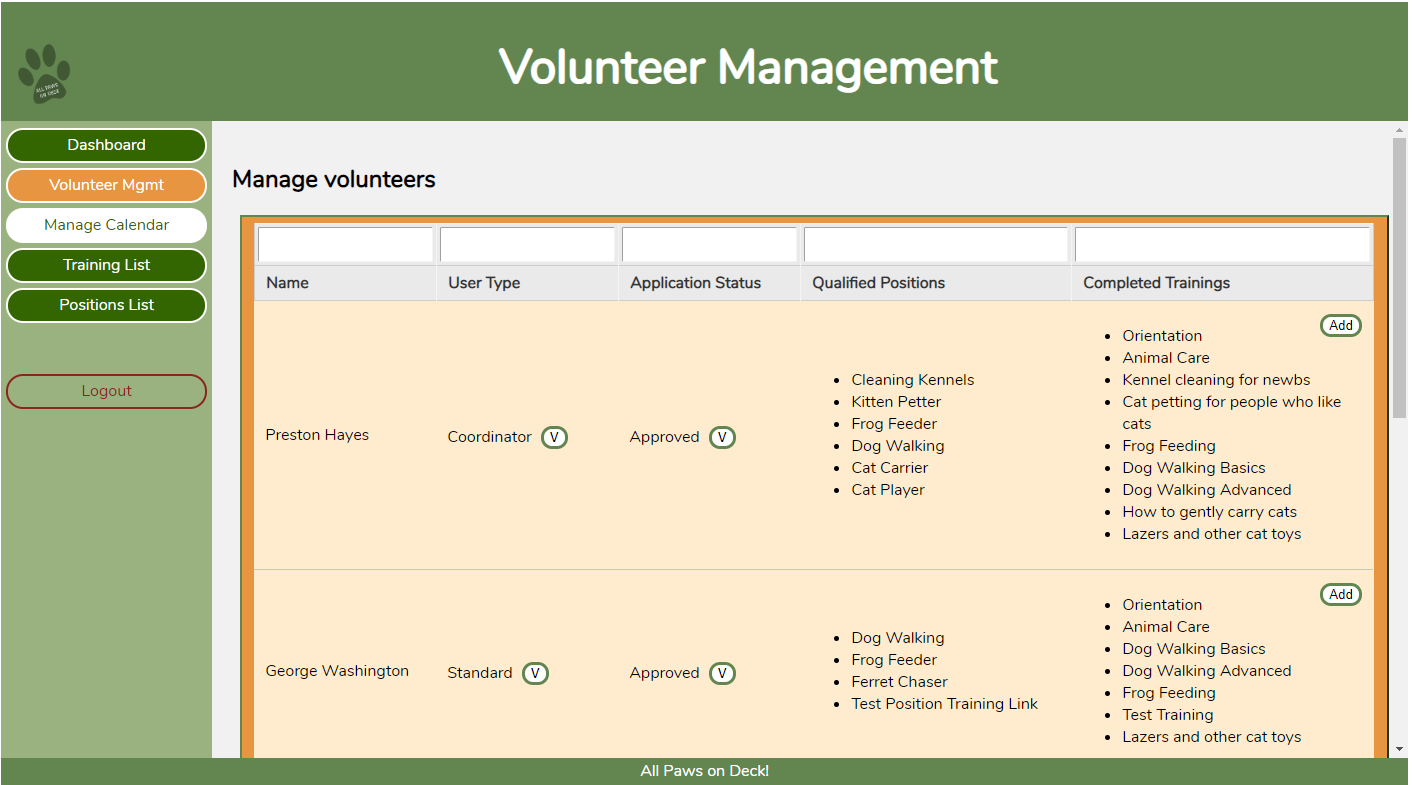 ALL PAWS
ON DECK
Volunteer Management
Dashboard
Volunteer Mgmt
Manage Calendar
Training List
Positions List
Logout
Manage volunteers
Name User Type Application Status Qualified Positions Completed Trainings
Preston Hayes
Coordinator V
Approved V
Cleaning Kennels
Kitten Petter
Frog Feeder
Dog Walking
Cat Carrier
Cat Player
Orientation
Animal Care
Kennel cleaning for newbs
Cat petting for people who like
cats
Frog Feeding
Dog Walking Basics
Dog Walking Advanced
How to gently carry cats
Lazers and other cat toys
Add
George Washington
Standard V
Approved V
Dog Walking
Frog Feeder
Ferret Chaser
Test Position Training Link
Orientation
Animal Care
Dog Walking Basics
Dog Walking Advanced
Frog Feeding
Test Training
Lazers and other cat toys
Add
All Paws on Deck!